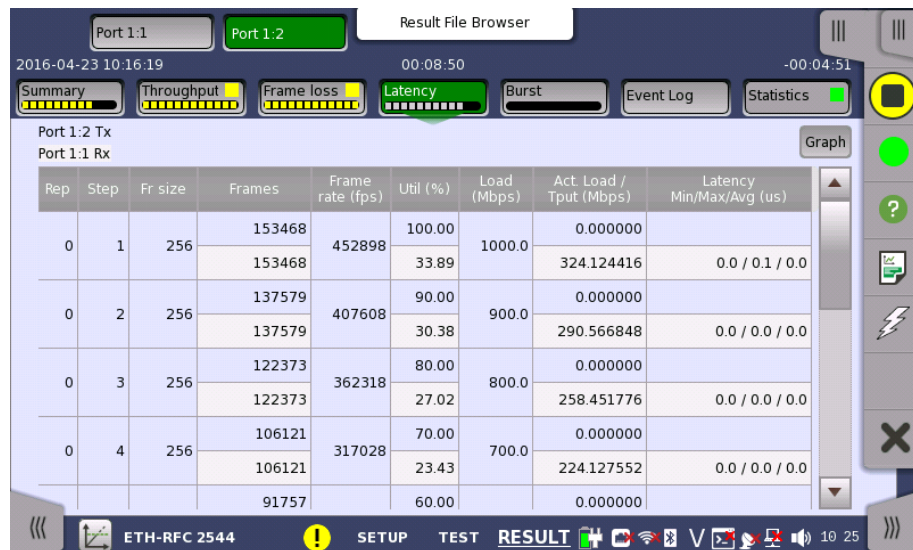 Result File Browser
Port 1:1 Port 1:2
2016-04-23 10:16:19 00:08:50 -00:04:51
Summary Throughput Frame loss Latency Burst Event Log Statistics
Port 1:2 Tx
Port 1:1 Rx
Graph
Rep Step Fr size Frames Frame rate (fps) Util (%) Load (Mbps) Act. Load / Tput (Mbps) Latency Min/Max/Avg (us)
153468 100.00 0.000000
0 1 256 452898 1000.0
153468 33.89 324.124416 0.0 / 0.1 / 0.0
137579 90.00 0.000000
0 2 256 407608 900.0
137579 30.38 290.566848 0.0 / 0.0 / 0.0
122373 80.00 0.000000
0 3 256 362318 800.0
122373 27.02 258.451776 0.0 / 0.0 / 0.0
106121 70.00 0.000000
0 4 256 317028 700.0
106121 23.43 224.127552 0.0 / 0.0 / 0.0
91757 60.00 0.000000
ETH-RFC 2544 ! SETUP TEST RESULT V 10 25